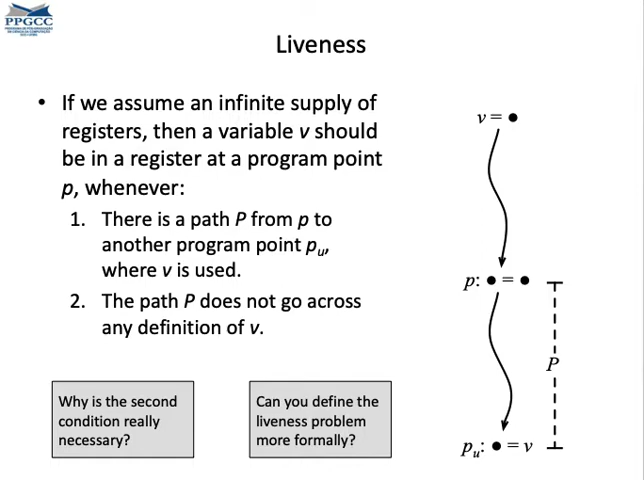 PPGCC
Liveness
• If we assume an infinite supply of
registers, then a variable v should
be in a register at a program point
p, whenever:
1. There is a path P from p to
another program point pu,
where v is used.
2. The path P does not go across
any definition of v.
Why is the second
condition really
necessary?
Can you define the
liveness problem
more formally?
v = ●
p: ● = ●
P
pu: ● = v